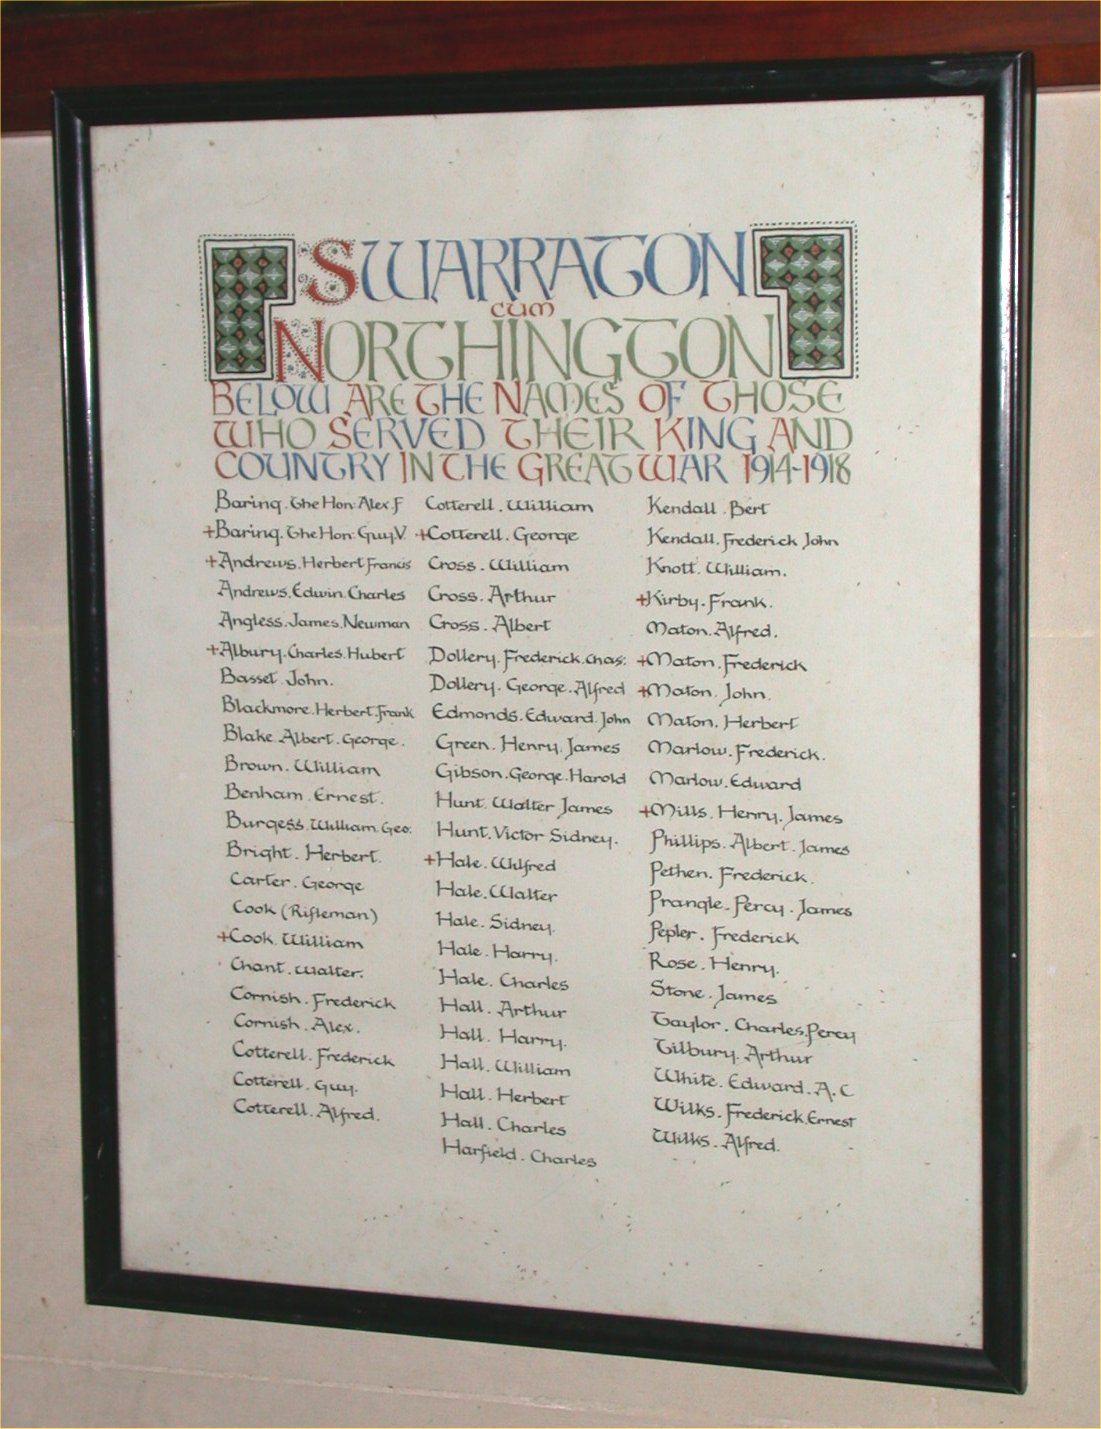 SWARRATON
CUM
NORTHINGTON
BELOW ARE THE NAMES OF THOSE
WHO SERVED THEIR KING AND
COUNTRY IN THE GREAT WAR 1914-1918
Baring. The Hon: Alex. F
+Baring. The Hon: Guy. V.
+Andrews. Herbert Francis
Andrews. Edwin. Charles
Angless. James. Newman
+Albury. Charles. Hubert
Basset. John.
Blackmore. Herbert. Frank
Blake. Albert. George.
Brown. William
Benham. Ernest.
Burgess. William. Geo:
Bright. Herbert.
Carter. George
Cook (Rifleman)
+Cook. William
Chant. Walter.
Cornish. Frederick
Cornish. Alex.
Cotterell. Frederick
Cotterell. Guy.
Cotterell. Alfred.
Cotterell. William
+Cotterell. George
Cross. William
Cross. Arthur
Cross. Albert
Dollery. Frederick. Chas:
Dollery. George. Alfred
Edmonds. Edward. John
Green. Henry. James
Gibson. George. Harold
Hunt. Walter James
Hunt. Victor Sidney.
+Hale. Wilfred
Hale. Walter
Hale. Sidney.
Hale. Harry.
Hale. Charles
Hall. Arthur
Hall. Harry.
Hall. William
Hall. Herbert
Hall. Charles
Harfield. Charles
Kendall. Bert
Kendall. Frederick John
Knott. William.
+Kirby. Frank.
Maton. Alfred.
+Maton. Frederick
+Maton. John.
Maton. Herbert
Marlow. Frederick.
Marlow. Edward
+Mills. Henry. James
Phillips. Albert. James
Pethen. Frederick.
Prangle. Percy. James
Pepler. Frederick
Rose. Henry.
Stone. James
Taylor. Charles. Percy
Tilbury. Arthur
White. Edward. A. C
Wilks. Frederick. Ernest
Wilks. Alfred.